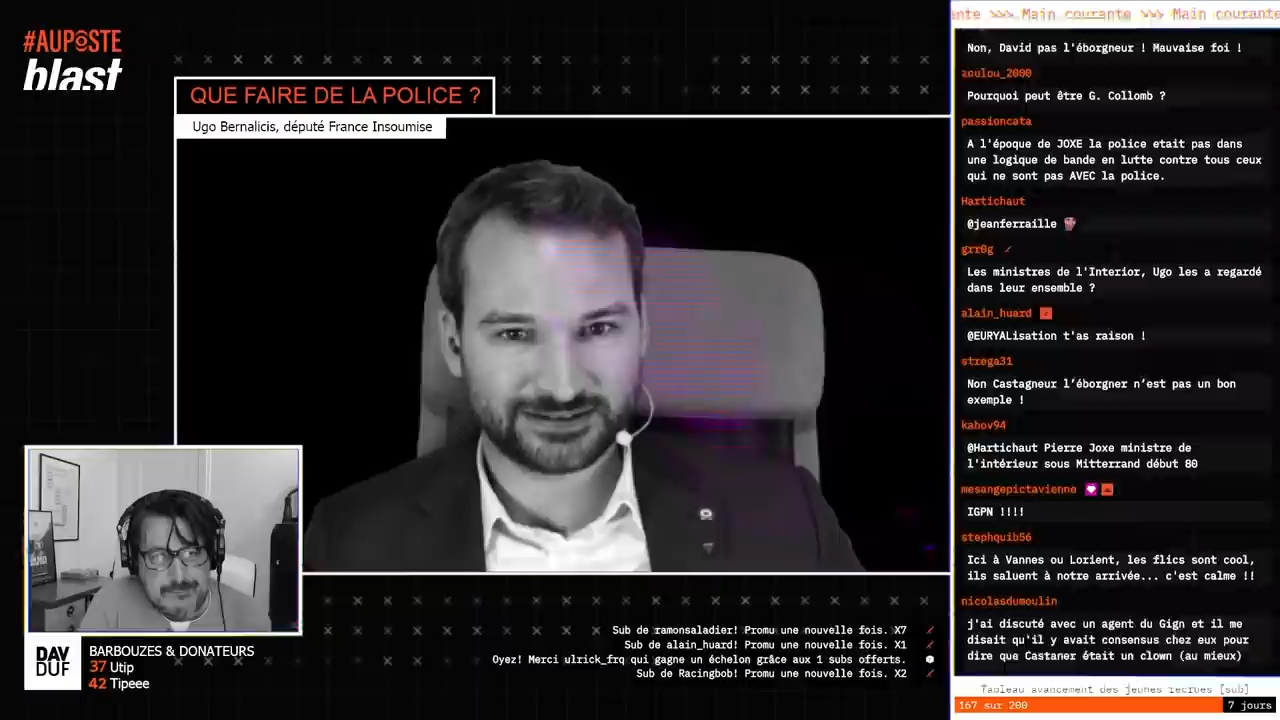 #AUPOSTE
blast
QUE FAIRE DE LA POLICE ?
Ugo Bernalicis, député France Insoumise
DAV
DUF
BARBOUZES & DONATEURS
37 Utip
42 Tipeee
Sub de ramonsaladier! Promu une nouvelle fois. X7
Sub de alain_huard! Promu une nouvelle fois. X1
Oyez! Merci ulrick_frq qui gagne un échelon grâce aux 1 subs offerts.
Sub de Racingbob! Promu une nouvelle fois. X2
ante >>> Main courante >>> Main courante
Non, David pas l'éborgneur ! Mauvaise foi !
zoulou_2000
Pourquoi peut être G. Collomb ?
passioncata
A l'époque de JOXE la police etait pas dans
une logique de bande en lutte contre tous ceux
qui ne sont pas AVEC la police.
Hartichaut
@jeanferraille
grr0g
Les ministres de l'Interior, Ugo les a regardé
dans leur ensemble ?
alain_huard
@EURYALisation t'as raison !
strega31
Non Castagneur l’éborgner n’est pas un bon
exemple !
kahov94
@Hartichaut Pierre Joxe ministre de
l'intérieur sous Mitterrand début 80
mesangepictavienne
IGPN !!!!
stephquib56
Ici à Vannes ou Lorient, les flics sont cool,
ils saluent à notre arrivée... c'est calme !!
nicolasdumoulin
j'ai discuté avec un agent du Gign et il me
disait qu'il y avait consensus chez eux pour
dire que Castaner était un clown (au mieux)
Tableau avancement des jeunes recrues [sub]
167 sur 200
7 jours